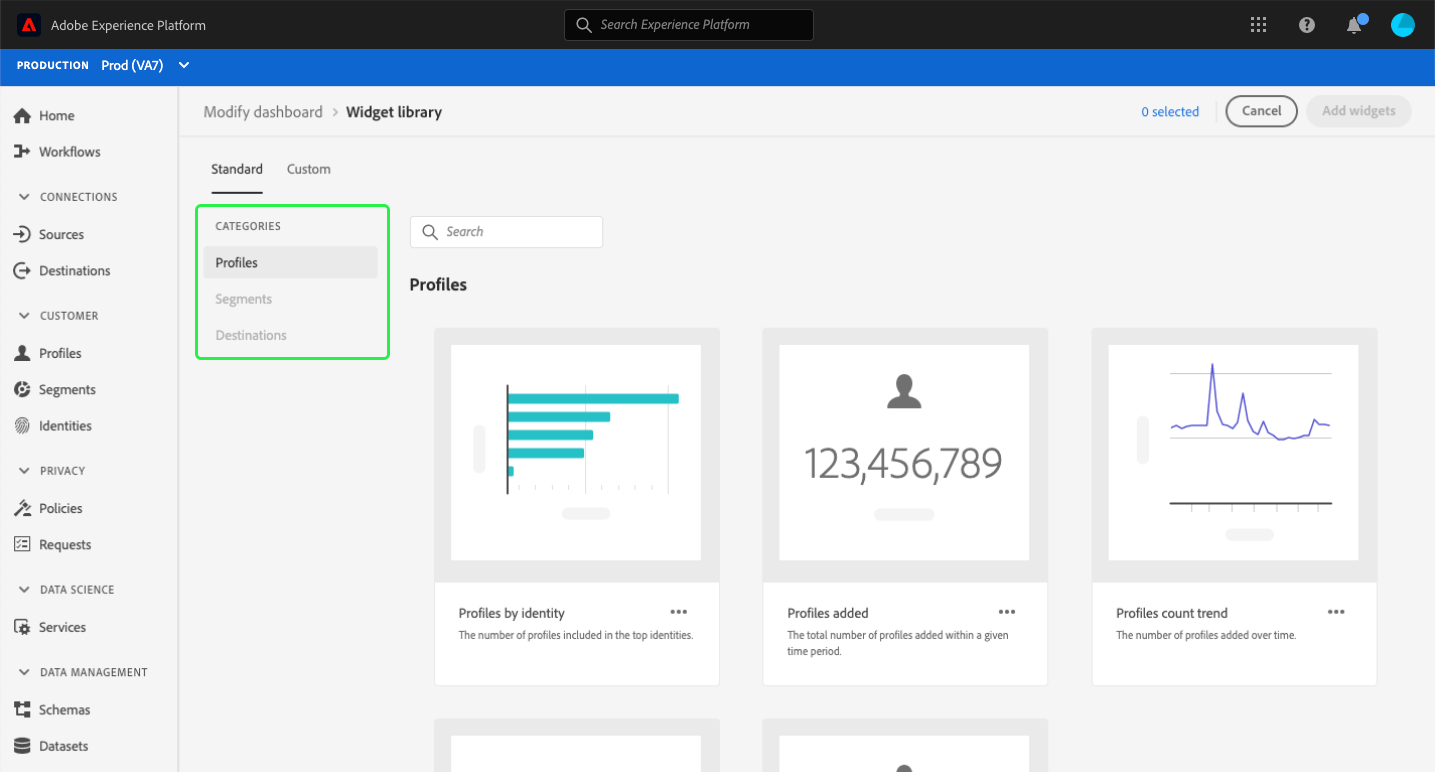 Adobe Experience Platform
Search Experience Platform
PRODUCTION Prod (VA7)
Home
Workflows
CONNECTIONS
Sources
Destinations
CUSTOMER
Profiles
Segments
Identities
PRIVACY
Policies
Requests
DATA SCIENCE
Services
DATA MANAGEMENT
Schemas
Datasets
Modify dashboard > Widget library
0 selected
Cancel
Add widgets
Standard
Custom
CATEGORIES
Profiles
Segments
Destinations
Search
Profiles
Profiles by identity
The number of profiles included in the top identities.
123,456,789
Profiles added
The total number of profiles added within a given
time period.
Profiles count trend
The number of profiles added over time.